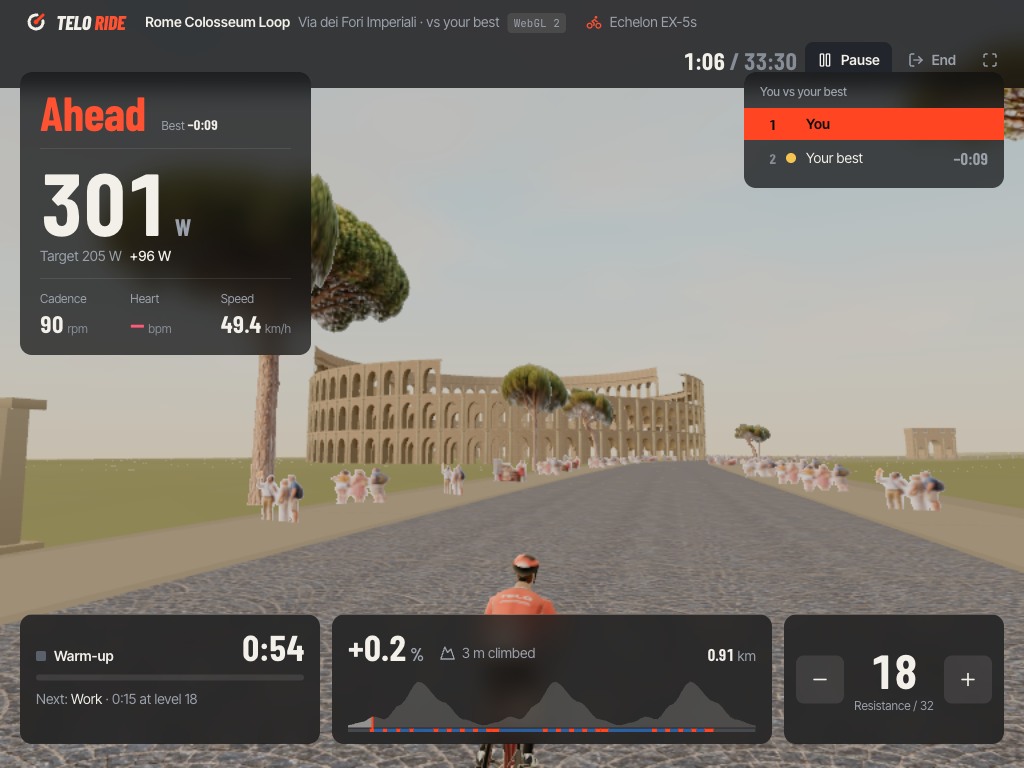 TELO RIDE Rome Colosseum Loop Via dei Fori Imperiali · vs your best WebGL 2 Echelon EX-5s
1:06 / 33:30 Pause End
Ahead Best −0:09
301 W
Target 205 W +96 W
Cadence Heart Speed
90 rpm – bpm 49.4 km/h
You vs your best
1 You
2 Your best −0:09
TELO
Warm-up 0:54
Next: Work · 0:15 at level 18
+0.2 % 3 m climbed 0.91 km
− 18 +
Resistance / 32